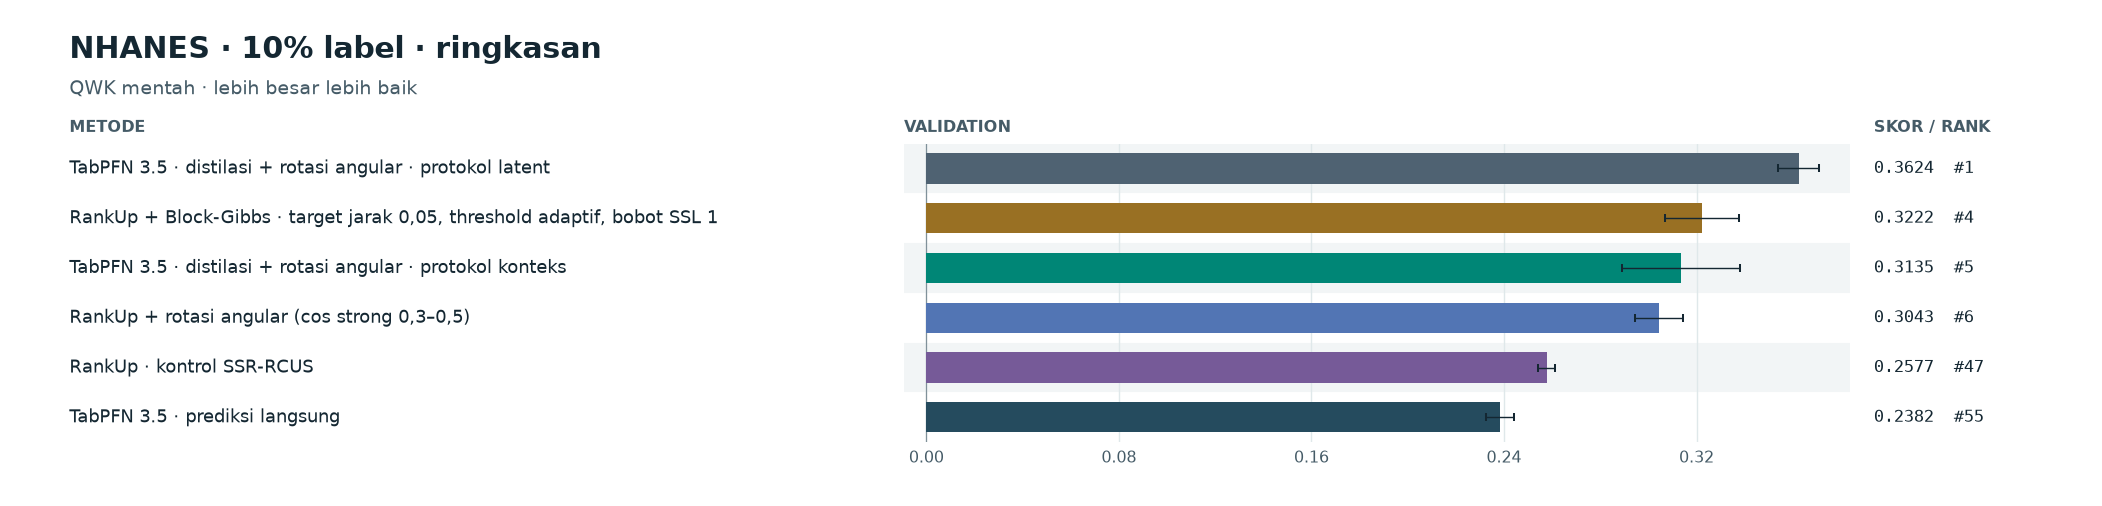 NHANES · 10% label · ringkasan
QWK mentah · lebih besar lebih baik
METODE VALIDATION SKOR / RANK
TabPFN 3.5 · distilasi + rotasi angular · protokol latent 0.3624 #1
RankUp + Block-Gibbs · target jarak 0,05, threshold adaptif, bobot SSL 1 0.3222 #4
TabPFN 3.5 · distilasi + rotasi angular · protokol konteks 0.3135 #5
RankUp + rotasi angular (cos strong 0,3–0,5) 0.3043 #6
RankUp · kontrol SSR-RCUS 0.2577 #47
TabPFN 3.5 · prediksi langsung 0.2382 #55
0.00 0.08 0.16 0.24 0.32